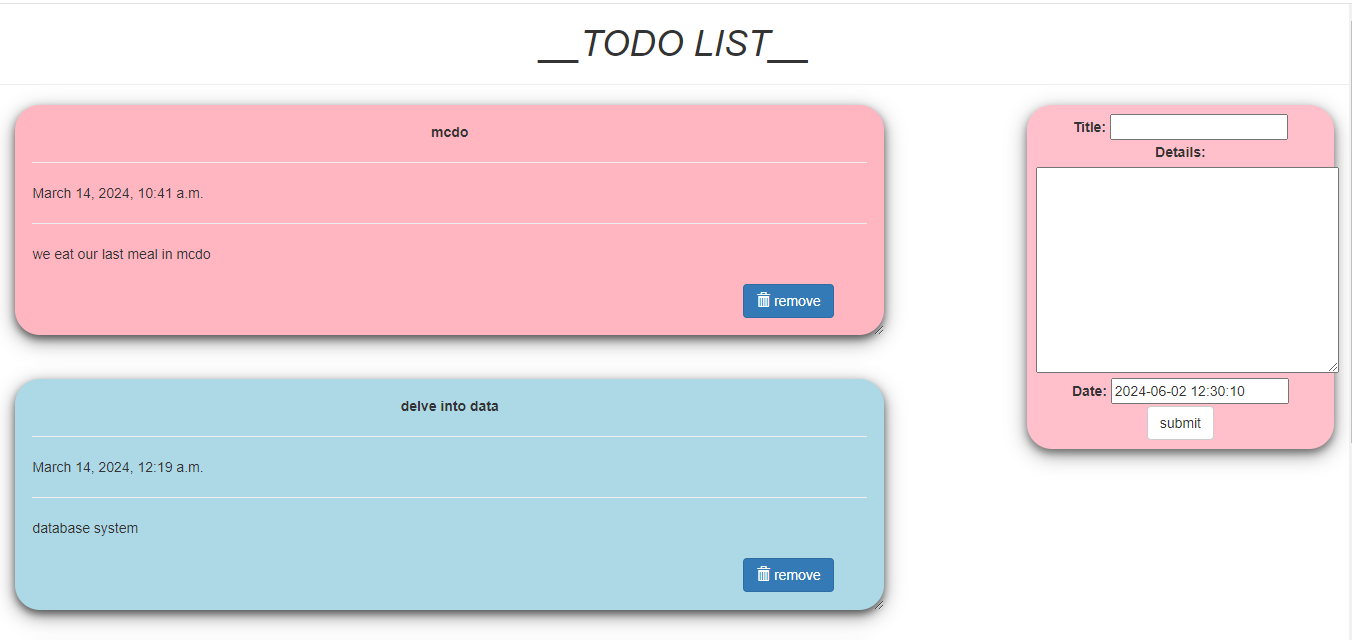 __TODO LIST__
mcdo
March 14, 2024, 10:41 a.m.
we eat our last meal in mcdo
remove
delve into data
March 14, 2024, 12:19 a.m.
database system
remove
Title:
Details:
Date: 2024-06-02 12:30:10
submit